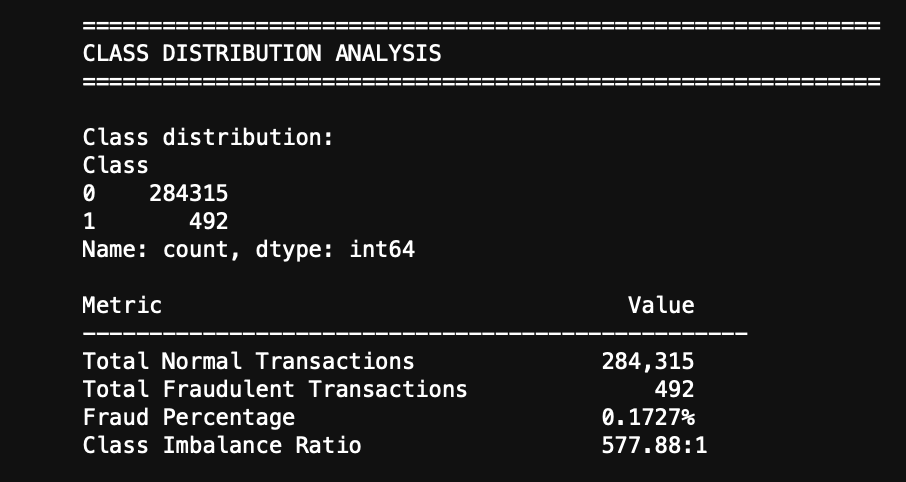 ============================================================
CLASS DISTRIBUTION ANALYSIS
============================================================
Class distribution:
Class
0    284315
1       492
Name: count, dtype: int64
Metric                                   Value
--------------------------------------------------
Total Normal Transactions              284,315
Total Fraudulent Transactions              492
Fraud Percentage                       0.1727%
Class Imbalance Ratio                  577.88:1